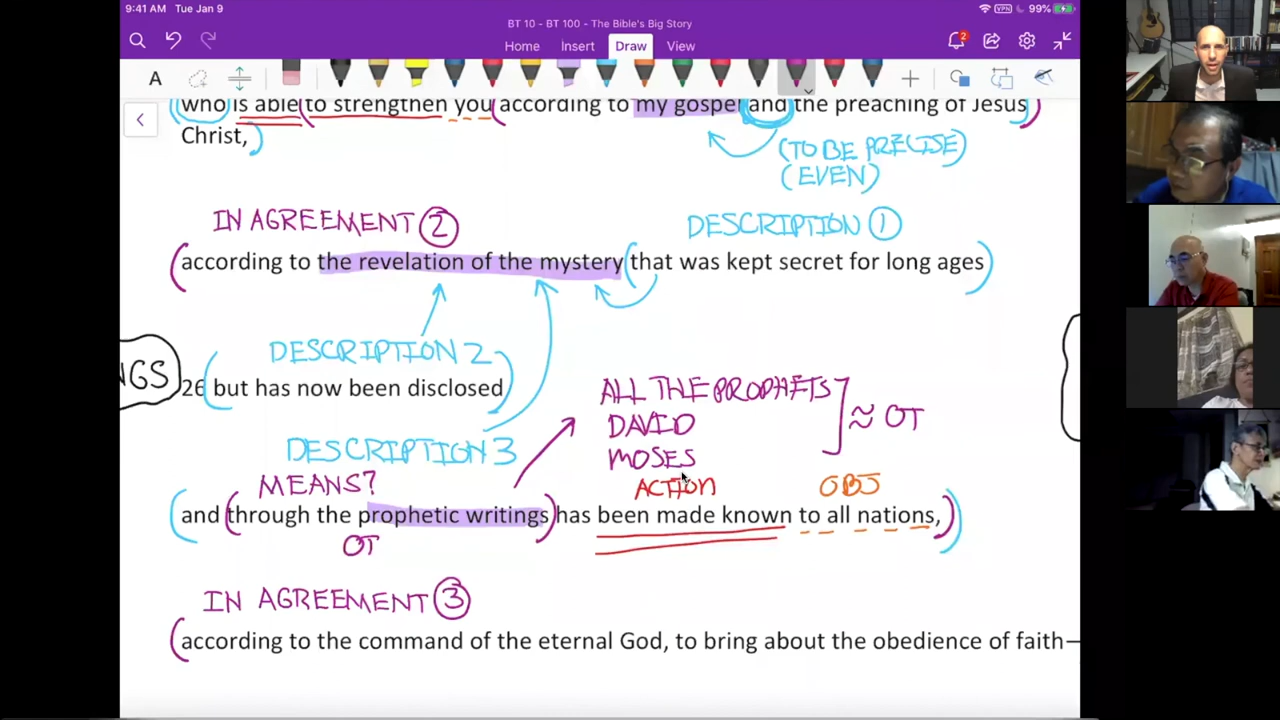 9:41 AM Tue Jan 9
VPN 99%
BT 10 - BT 100 - The Bible's Big Story
Home Insert Draw View
2
A
who is able to strengthen you according to my gospel and the preaching of Jesus
Christ,
(TO BE PRECISE)
(EVEN)
IN AGREEMENT 2
DESCRIPTION 1
according to the revelation of the mystery that was kept secret for long ages
DESCRIPTION 2
NGS
26 but has now been disclosed
ALL THE PROPHETS
DAVID
≈ OT
MOSES
DESCRIPTION 3
MEANS?
ACTION
OBJ
and through the prophetic writings has been made known to all nations,
OT
IN AGREEMENT 3
according to the command of the eternal God, to bring about the obedience of faith—